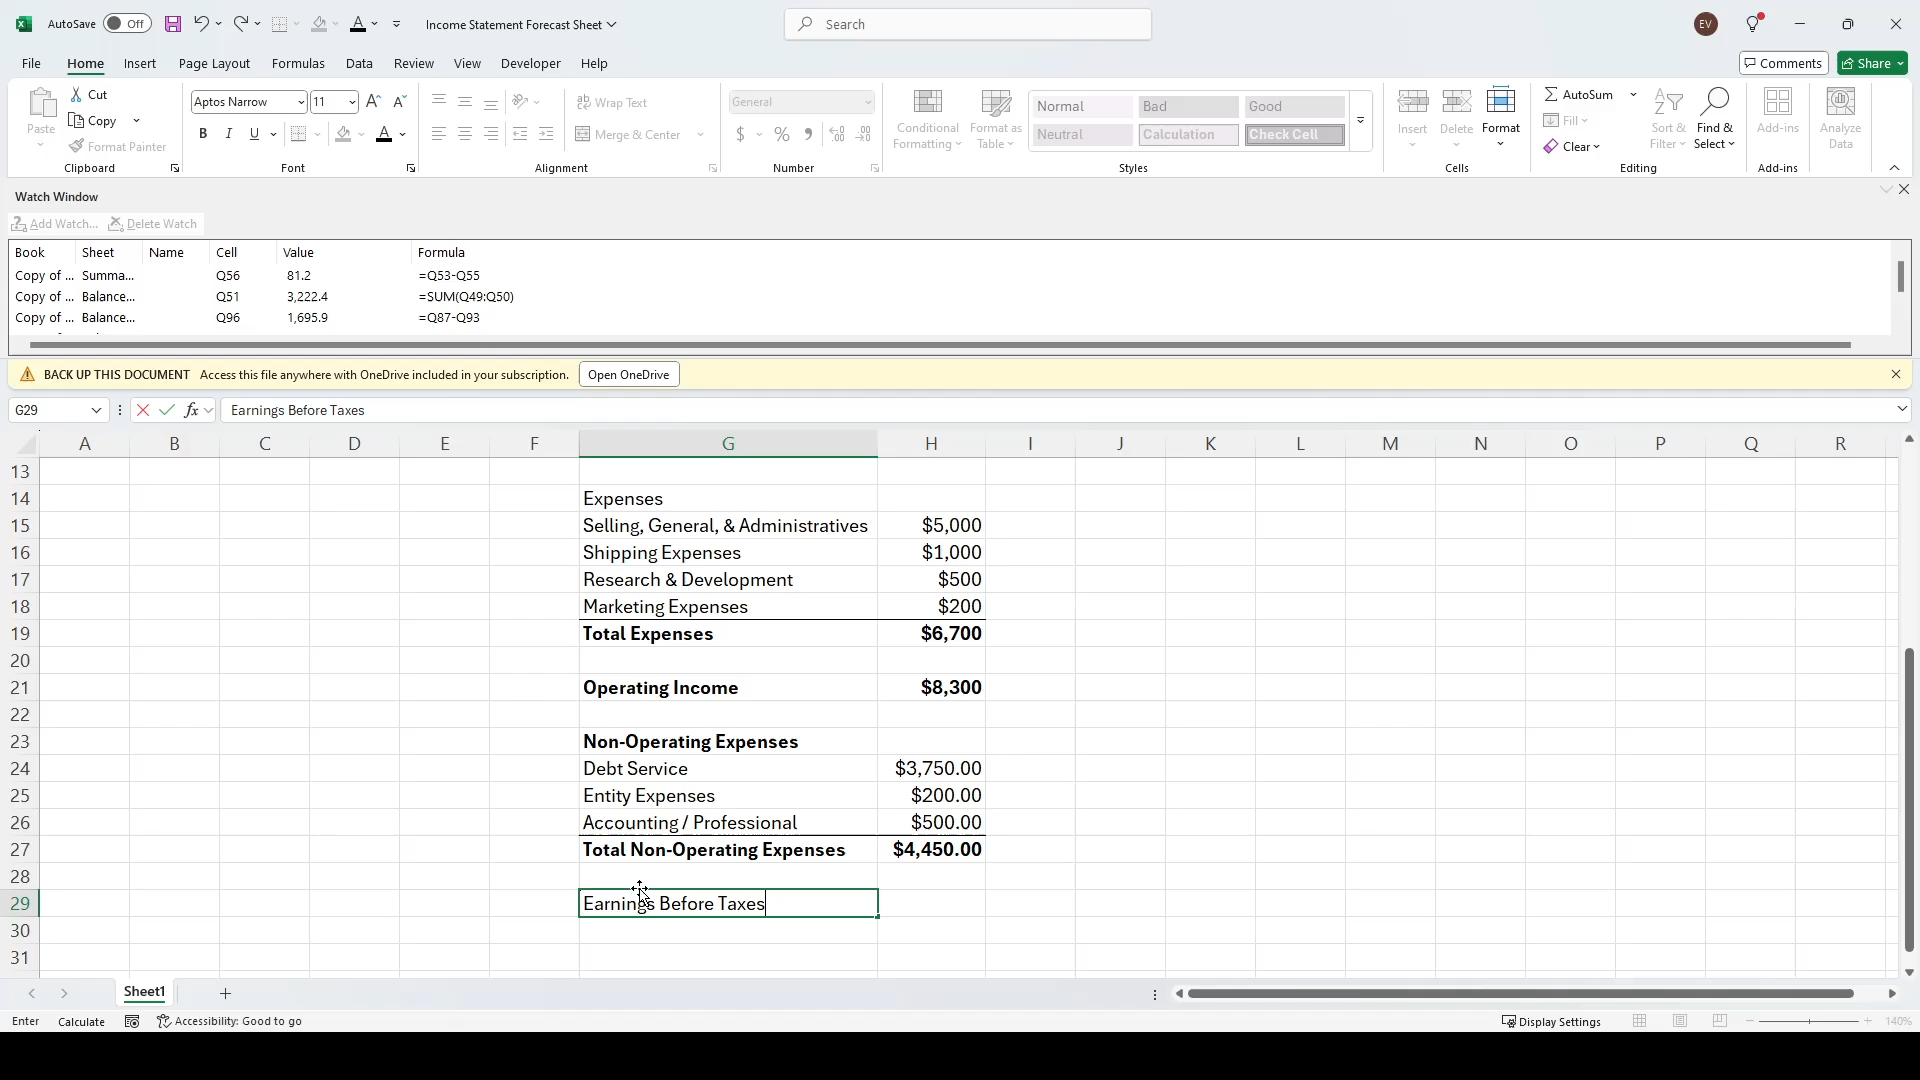 AutoSave Off Income Statement Forecast Sheet Search EV
File Home Insert Page Layout Formulas Data Review View Developer Help Comments Share
Paste Cut Copy Format Painter Clipboard
Aptos Narrow 11 B I U A Font
Wrap Text Merge & Center Alignment
General $ % Number
Conditional Formatting Format as Table Normal Bad Good Neutral Calculation Check Cell Styles
Insert Delete Format Cells
AutoSum Fill Clear Sort & Filter Find & Select Editing
Add-ins Add-ins Analyze Data
Watch Window
Add Watch... Delete Watch
Book Sheet Name Cell Value Formula
Copy of ... Summa... Q56 81.2 =Q53-Q55
Copy of ... Balance... Q51 3,222.4 =SUM(Q49:Q50)
Copy of ... Balance... Q96 1,695.9 =Q87-Q93
BACK UP THIS DOCUMENT Access this file anywhere with OneDrive included in your subscription. Open OneDrive
G29 fx Earnings Before Taxes
A B C D E F G H I J K L M N O P Q R
13
14 Expenses
15 Selling, General, & Administratives $5,000
16 Shipping Expenses $1,000
17 Research & Development $500
18 Marketing Expenses $200
19 Total Expenses $6,700
20
21 Operating Income $8,300
22
23 Non-Operating Expenses
24 Debt Service $3,750.00
25 Entity Expenses $200.00
26 Accounting / Professional $500.00
27 Total Non-Operating Expenses $4,450.00
28
29 Earnings Before Taxes
30
31
Sheet1
Enter Calculate Accessibility: Good to go Display Settings 140%